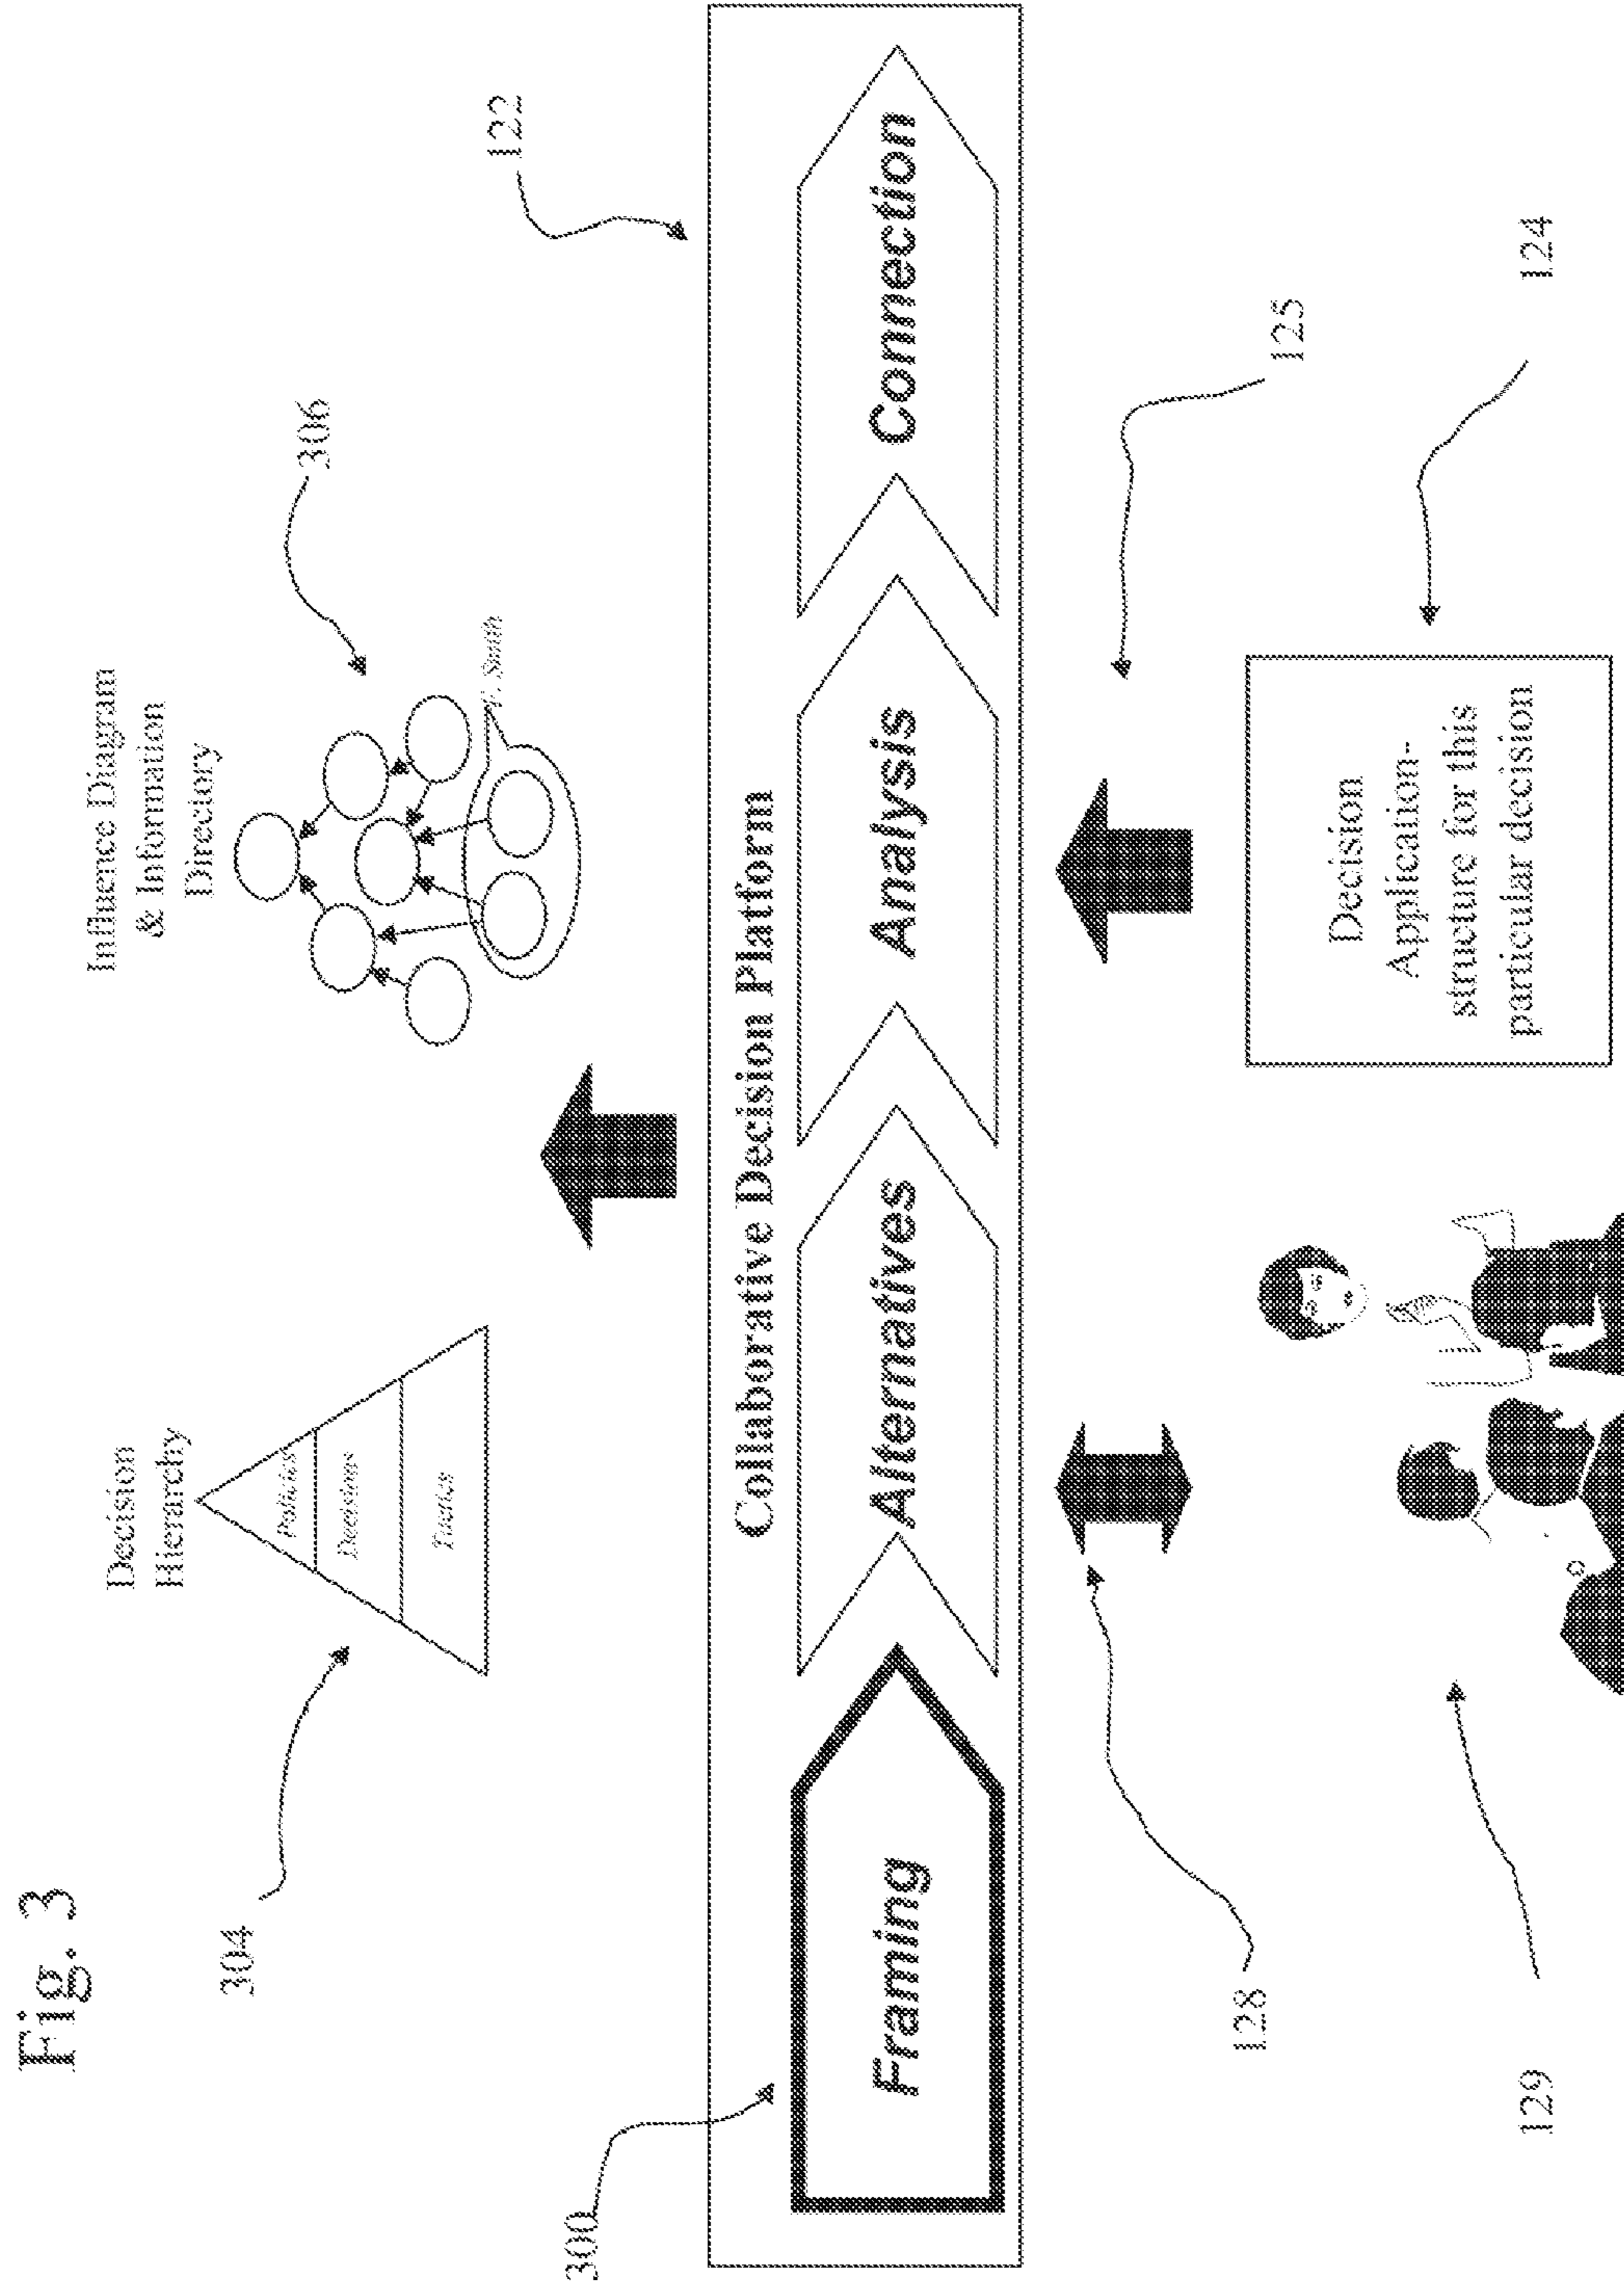 Fig. 3
Decision
Hierarchy
Policies
Decisions
Tactics
304
Influence Diagram
& Information
Directory
Smith
306
122
300
Collaborative Decision Platform
Framing
Alternatives
Analysis
Connection
128
125
129
Decision
Application-
structure for this
particular decision
124